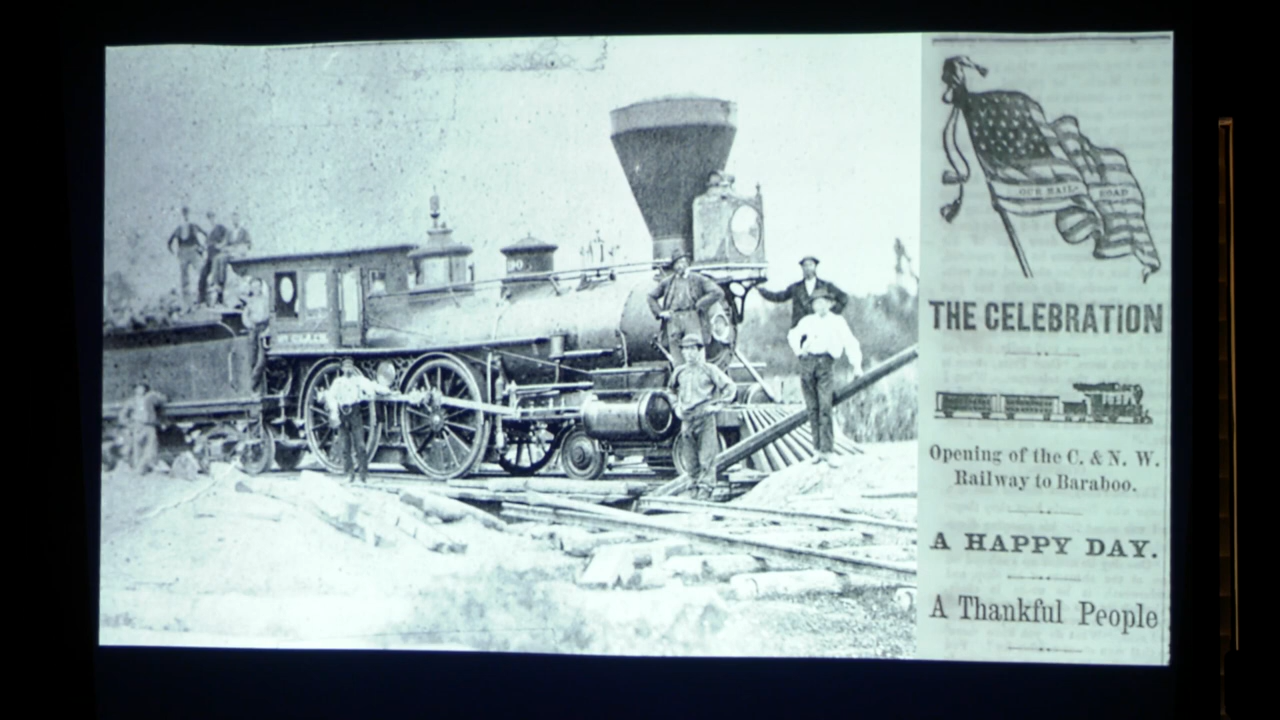 OUR RAIL- ROAD
THE CELEBRATION
Opening of the C. & N. W.
Railway to Baraboo.
A HAPPY DAY.
A Thankful People